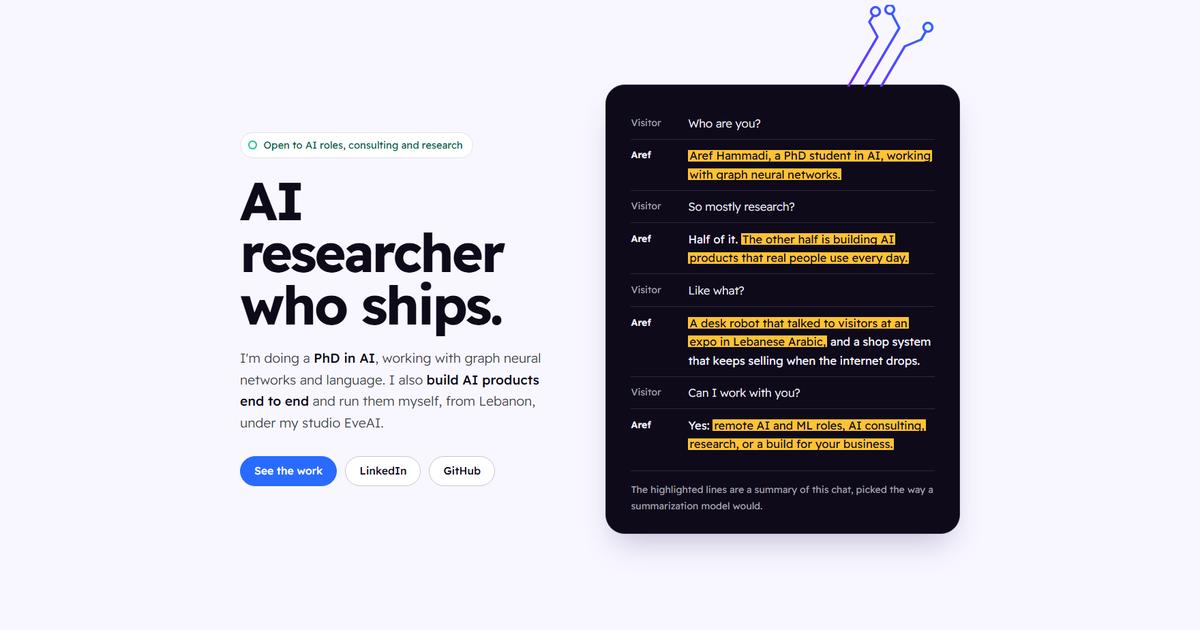 Open to AI roles, consulting and research
AI
researcher
who ships.
I'm doing a PhD in AI, working with graph neural
networks and language. I also build AI products
end to end and run them myself, from Lebanon,
under my studio EveAI.
See the work
LinkedIn
GitHub
Visitor
Who are you?
Aref
Aref Hammadi, a PhD student in AI, working
with graph neural networks.
Visitor
So mostly research?
Aref
Half of it. The other half is building AI
products that real people use every day.
Visitor
Like what?
Aref
A desk robot that talked to visitors at an
expo in Lebanese Arabic, and a shop system
that keeps selling when the internet drops.
Visitor
Can I work with you?
Aref
Yes: remote AI and ML roles, AI consulting,
research, or a build for your business.
The highlighted lines are a summary of this chat, picked the way a
summarization model would.